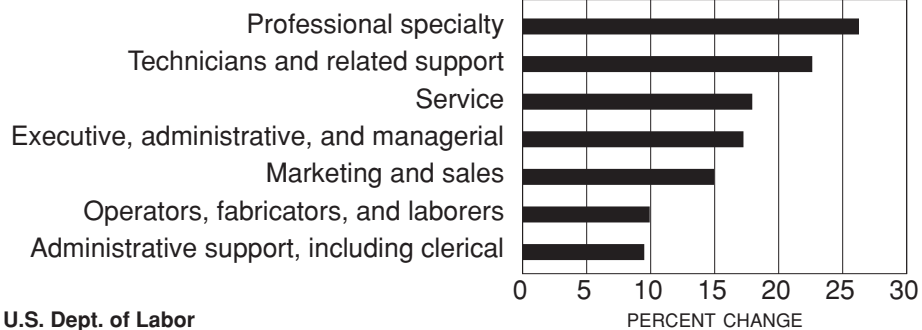 Professional specialty
Technicians and related support
Service
Executive, administrative, and managerial
Marketing and sales
Operators, fabricators, and laborers
Administrative support, including clerical
0 5 10 15 20 25 30
U.S. Dept. of Labor PERCENT CHANGE